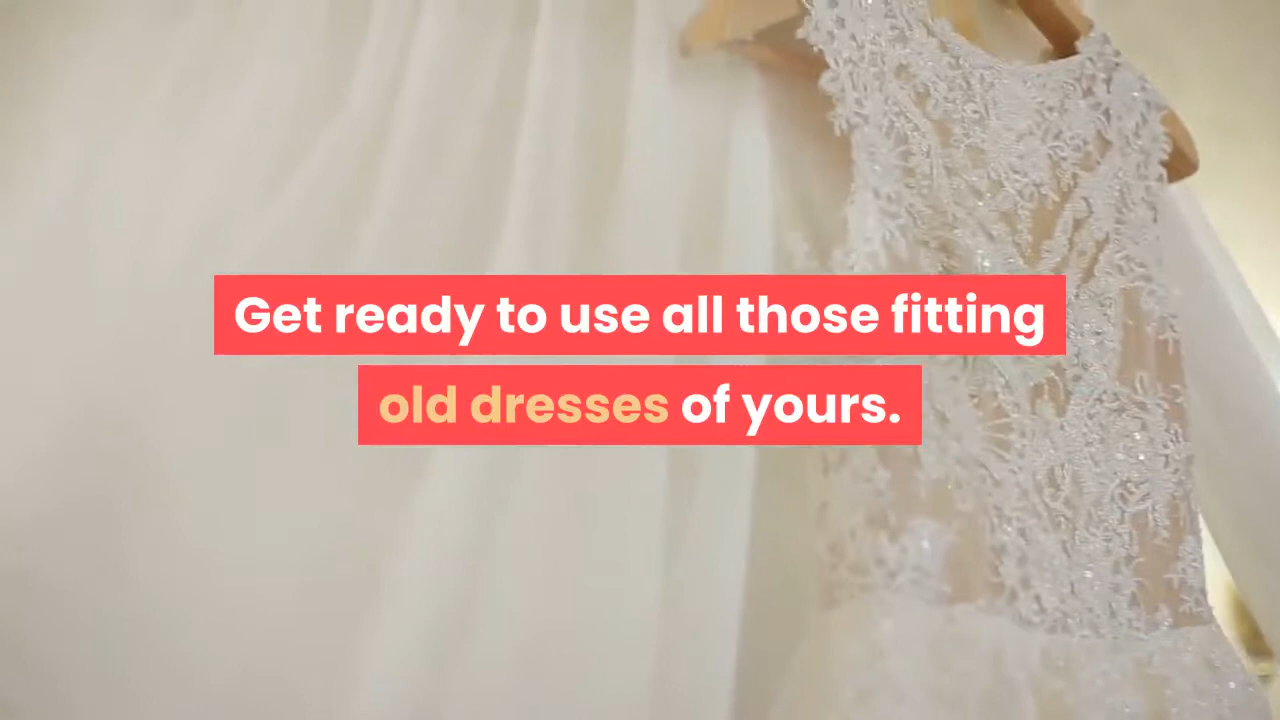 Get ready to use all those fitting
old dresses of yours.